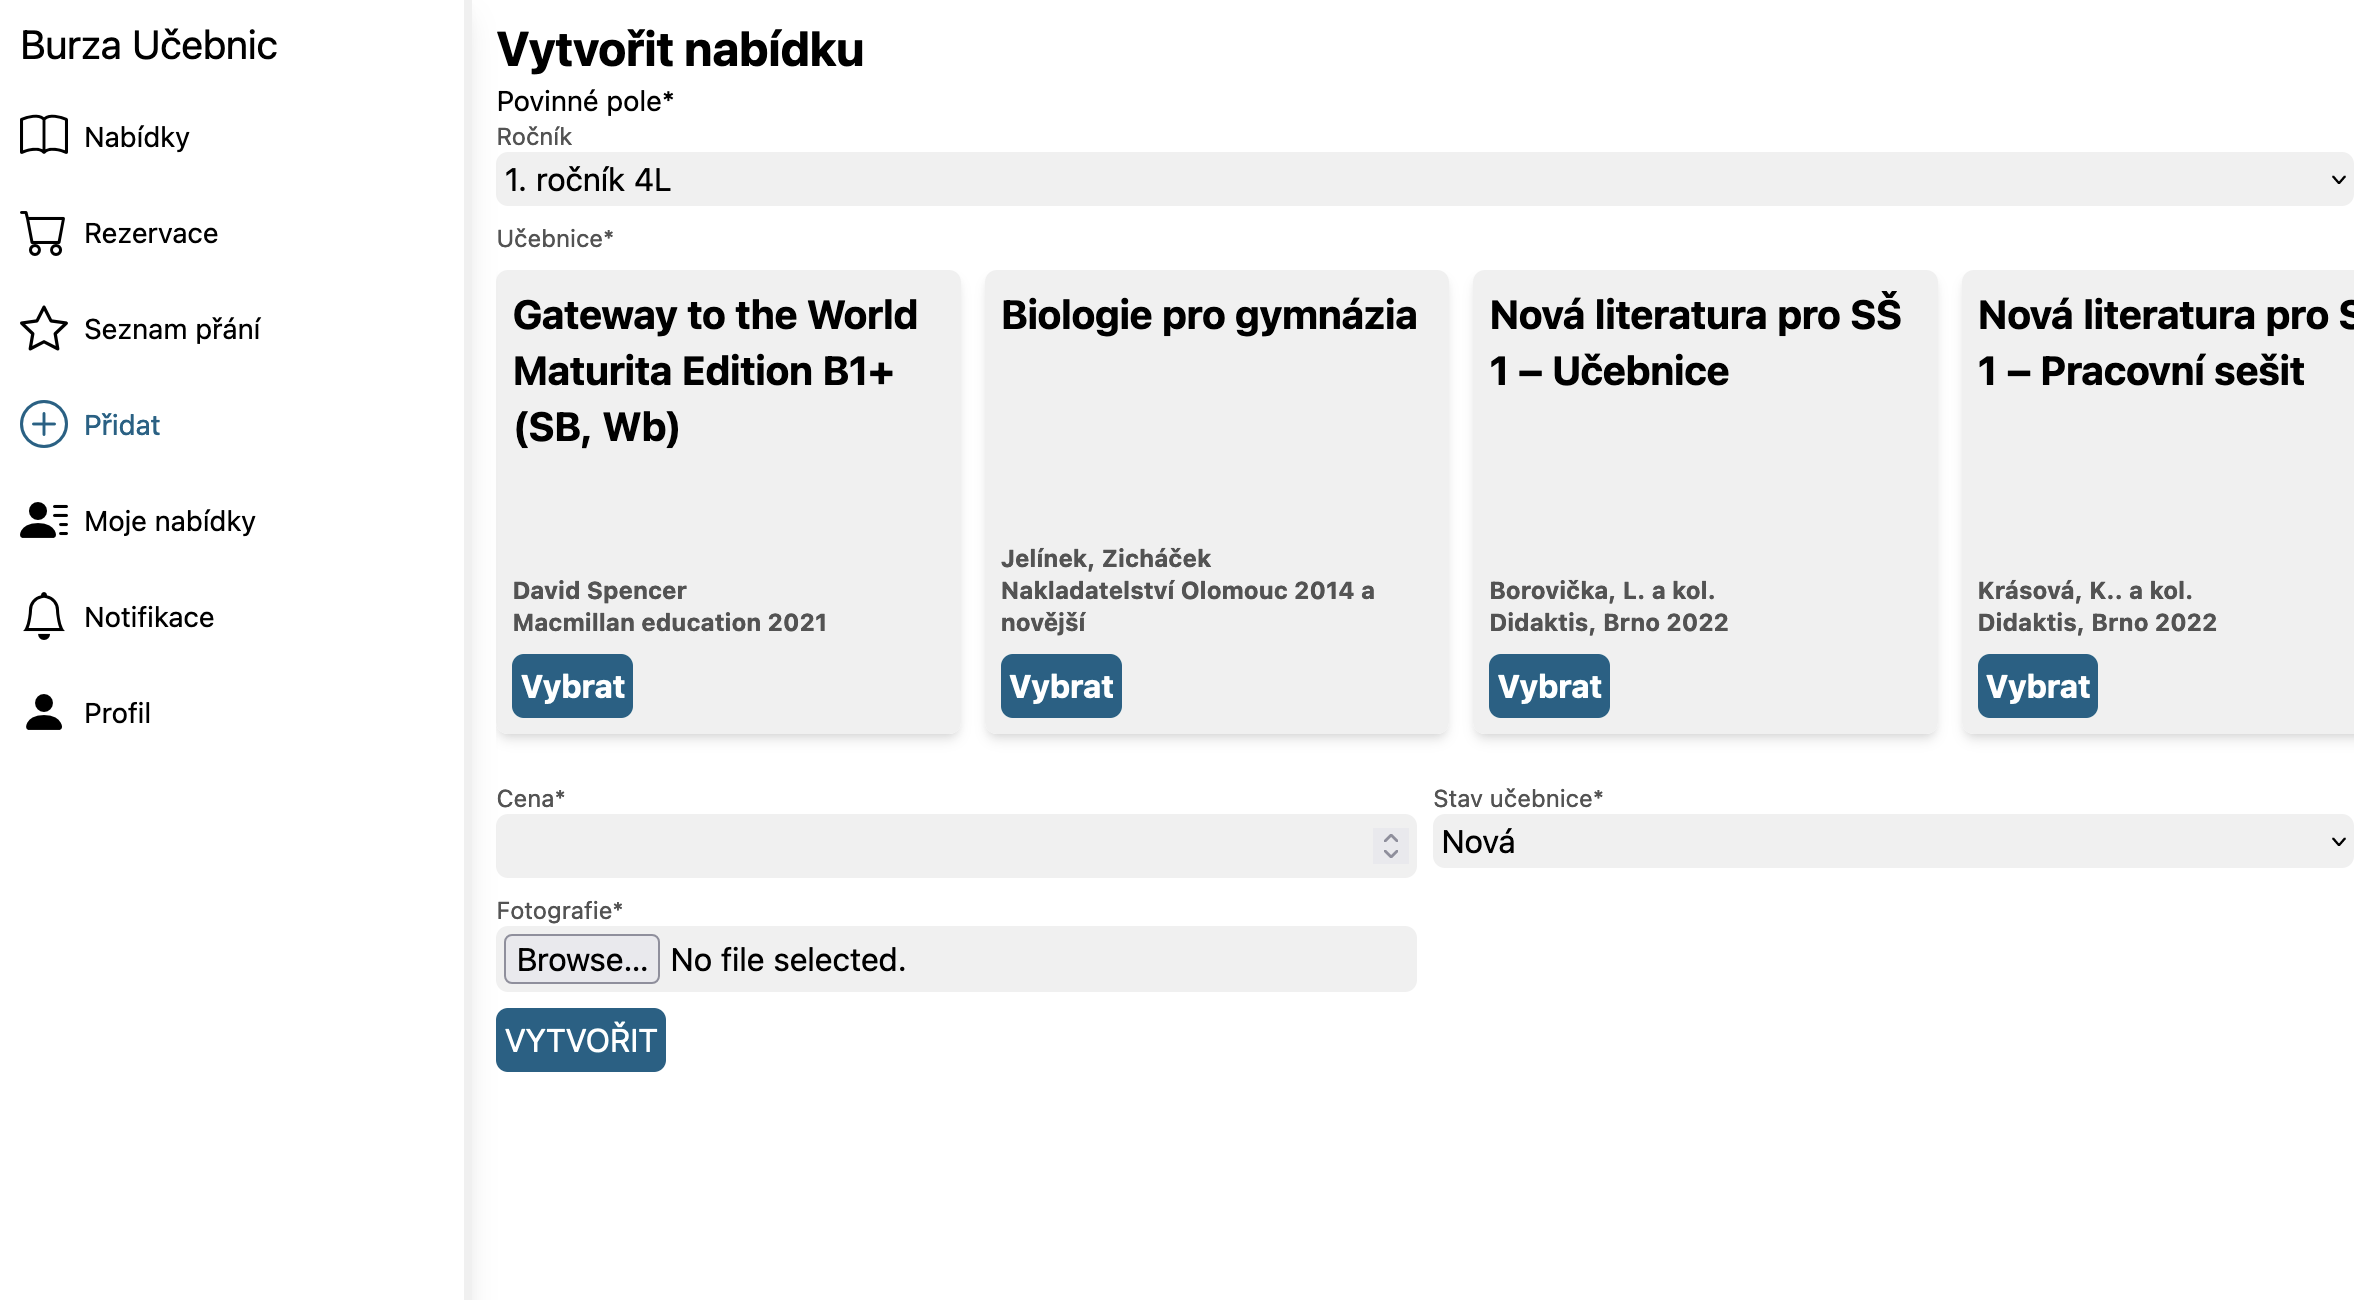 Burza Učebnic
Nabídky
Rezervace
Seznam přání
Přidat
Moje nabídky
Notifikace
Profil
Vytvořit nabídku
Povinné pole*
Ročník
1. ročník 4L
Učebnice*
Gateway to the World
Maturita Edition B1+
(SB, Wb)
David Spencer
Macmillan education 2021
Vybrat
Biologie pro gymnázia
Jelínek, Zicháček
Nakladatelství Olomouc 2014 a
novější
Vybrat
Nová literatura pro SŠ
1 – Učebnice
Borovička, L. a kol.
Didaktis, Brno 2022
Vybrat
Nová literatura pro S
1 – Pracovní sešit
Krásová, K.. a kol.
Didaktis, Brno 2022
Vybrat
Cena*
Stav učebnice*
Nová
Fotografie*
Browse... No file selected.
VYTVOŘIT